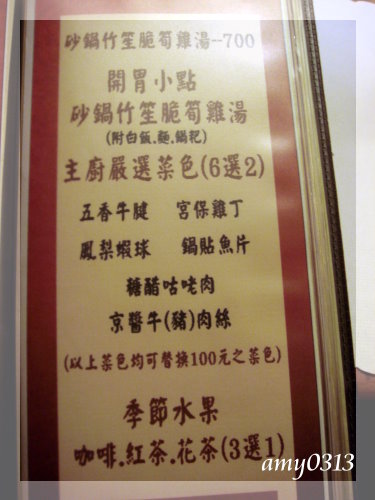 砂鍋竹笙脆筍雞湯--700
開胃小點
砂鍋竹笙脆筍雞湯
(附白飯.麵.鍋粑)
主廚嚴選菜色(6選2)
五香牛腱 宮保雞丁
鳳梨蝦球 鍋貼魚片
糖醋咕咾肉
京醬牛(豬)肉絲
(以上菜色均可替換100元之菜色)
季節水果
咖啡.紅茶.花茶(3選1)
amy0313